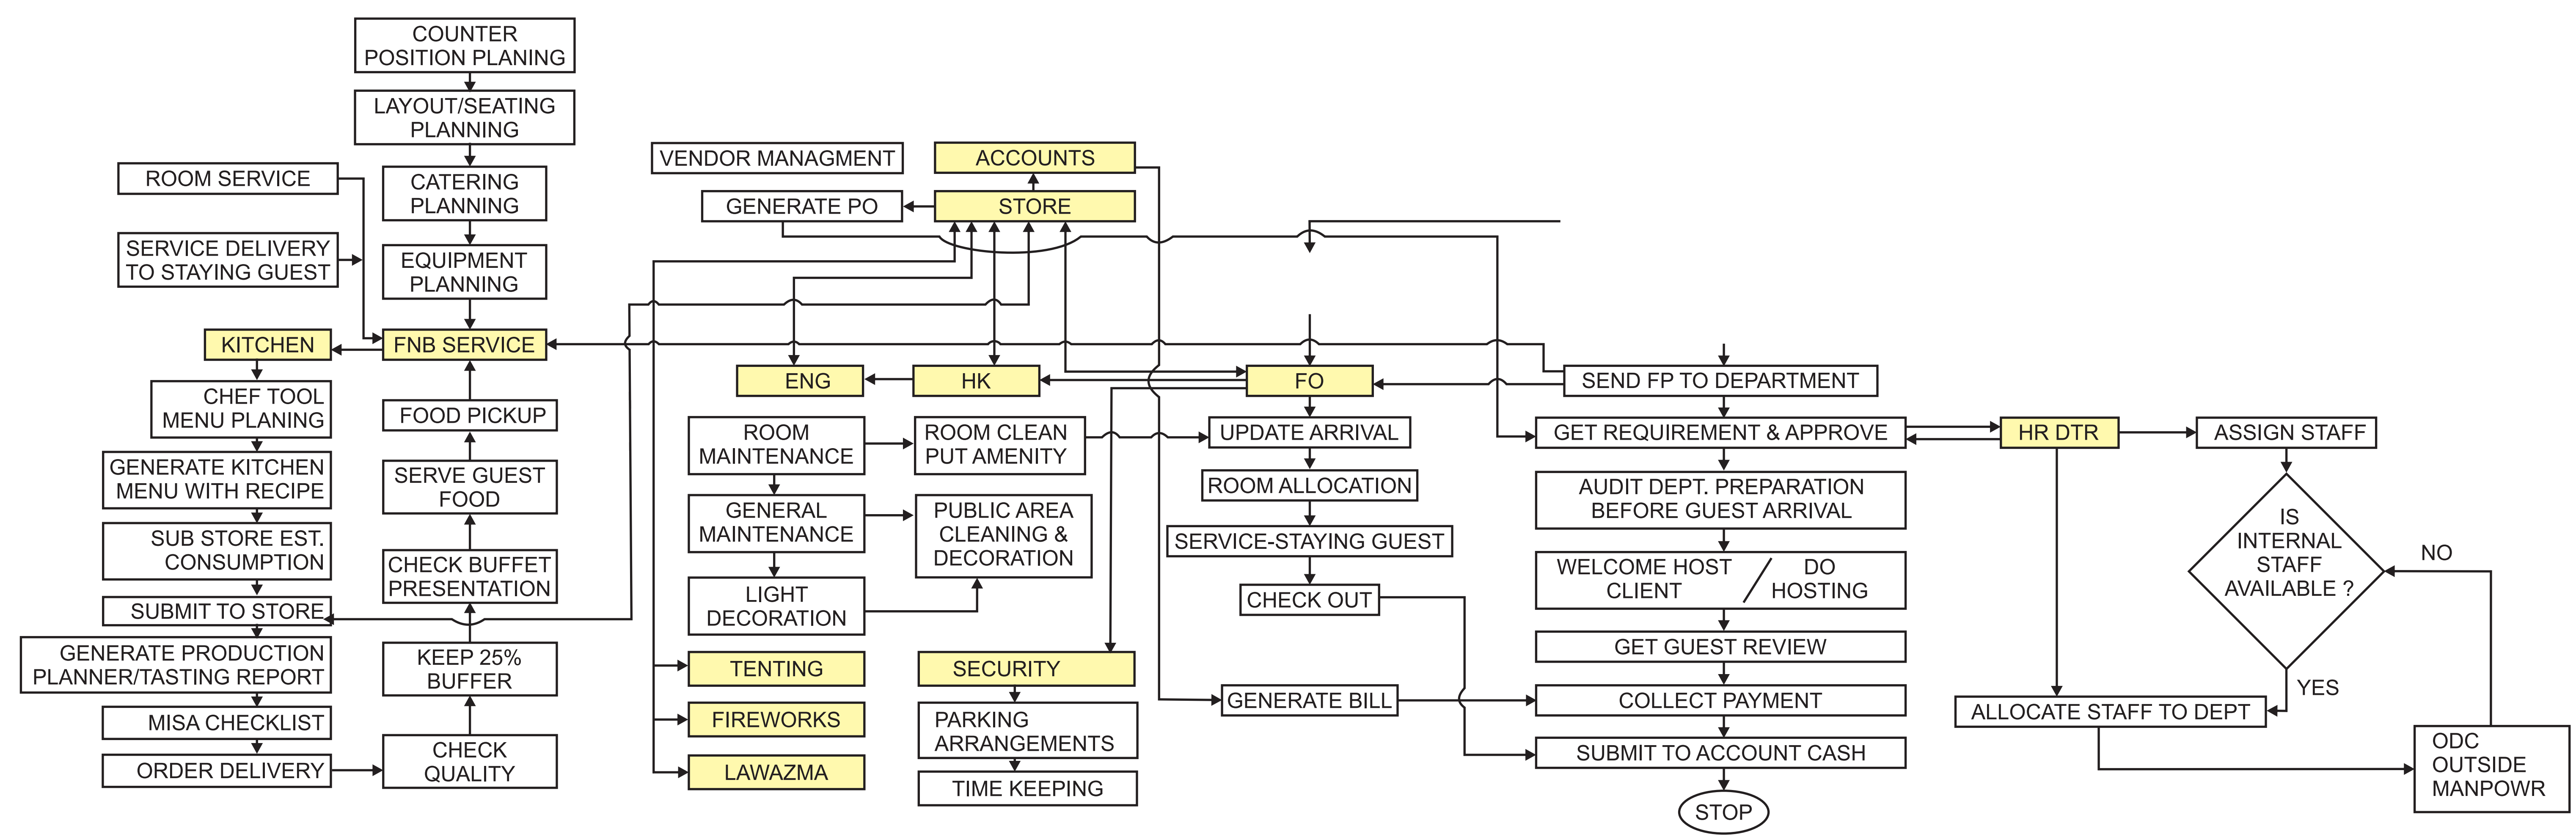 COUNTER
POSITION PLANING
LAYOUT/SEATING
PLANNING
CATERING
PLANNING
EQUIPMENT
PLANNING
ROOM SERVICE
SERVICE DELIVERY
TO STAYING GUEST
KITCHEN
FNB SERVICE
CHEF TOOL
MENU PLANING
GENERATE KITCHEN
MENU WITH RECIPE
SUB STORE EST.
CONSUMPTION
SUBMIT TO STORE
GENERATE PRODUCTION
PLANNER/TASTING REPORT
MISA CHECKLIST
ORDER DELIVERY
FOOD PICKUP
SERVE GUEST
FOOD
CHECK BUFFET
PRESENTATION
KEEP 25%
BUFFER
CHECK
QUALITY
VENDOR MANAGMENT
ACCOUNTS
GENERATE PO
STORE
ENG
HK
FO
ROOM
MAINTENANCE
ROOM CLEAN
PUT AMENITY
GENERAL
MAINTENANCE
PUBLIC AREA
CLEANING &
DECORATION
LIGHT
DECORATION
TENTING
FIREWORKS
LAWAZMA
SECURITY
PARKING
ARRANGEMENTS
TIME KEEPING
UPDATE ARRIVAL
ROOM ALLOCATION
SERVICE-STAYING GUEST
CHECK OUT
GENERATE BILL
SEND FP TO DEPARTMENT
GET REQUIREMENT & APPROVE
AUDIT DEPT. PREPARATION
BEFORE GUEST ARRIVAL
WELCOME HOST
CLIENT
/
DO
HOSTING
GET GUEST REVIEW
COLLECT PAYMENT
SUBMIT TO ACCOUNT CASH
STOP
HR DTR
ASSIGN STAFF
IS
INTERNAL
STAFF
AVAILABLE ?
NO
YES
ALLOCATE STAFF TO DEPT
ODC
OUTSIDE
MANPOWR